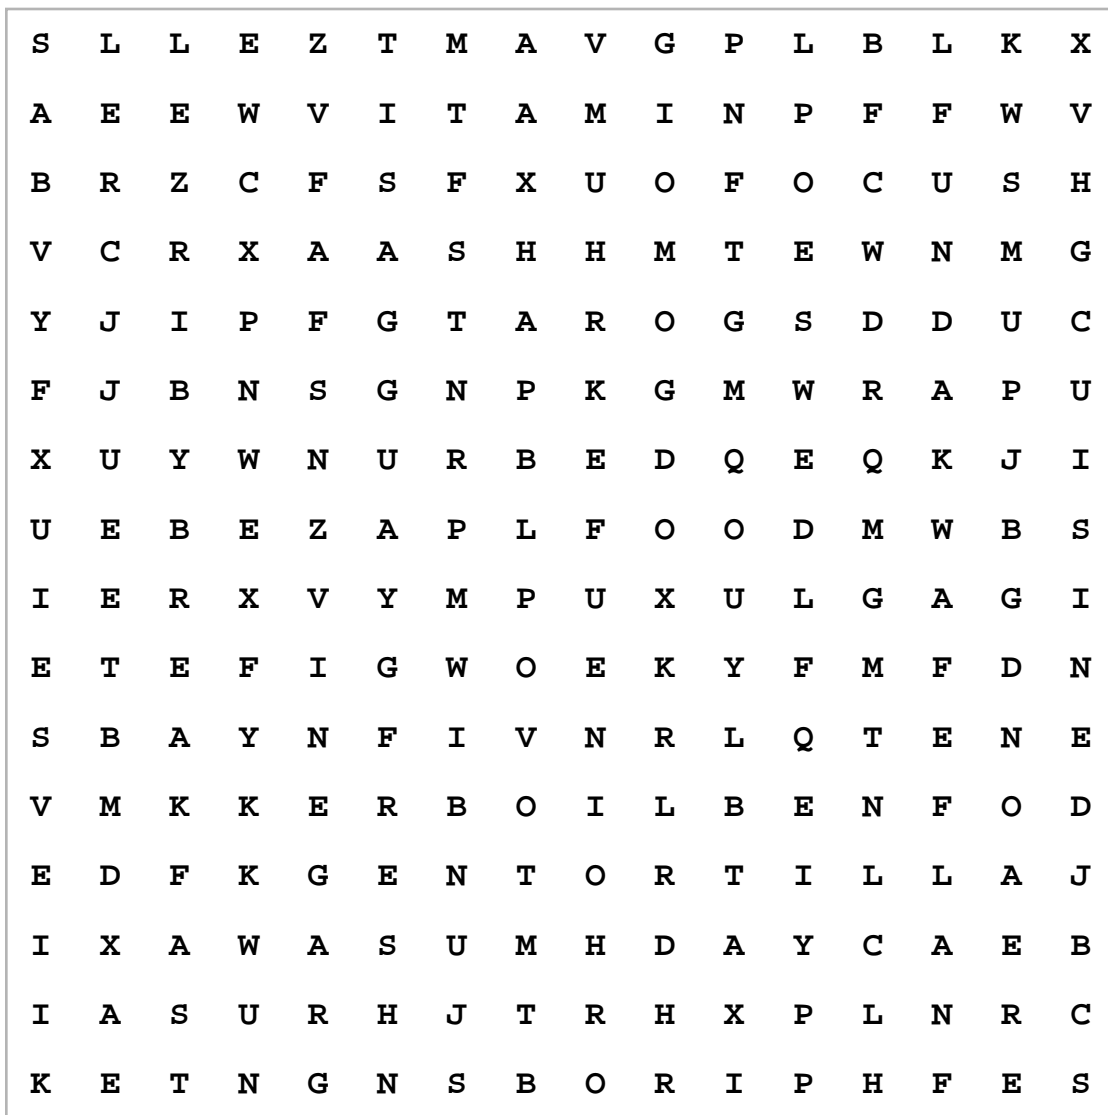 S L L E Z T M A V G P L B L K X
A E E W V I T A M I N P F F W V
B R Z C F S F X U O F O C U S H
V C R X A A S H H M T E W N M G
Y J I P F G T A R O G S D D U C
F J B N S G N P K G M W R A P U
X U Y W N U R B E D Q E Q K J I
U E B E Z A P L F O O D M W B S
I E R X V Y M P U X U L G A G I
E T E F I G W O E K Y F M F D N
S B A Y N F I V N R L Q T E N E
V M K K E R B O I L B E N F O D
E D F K G E N T O R T I L L A J
I X A W A S U M H D A Y C A E B
I A S U R H J T R H X P L N R C
K E T N G N S B O R I P H F E S